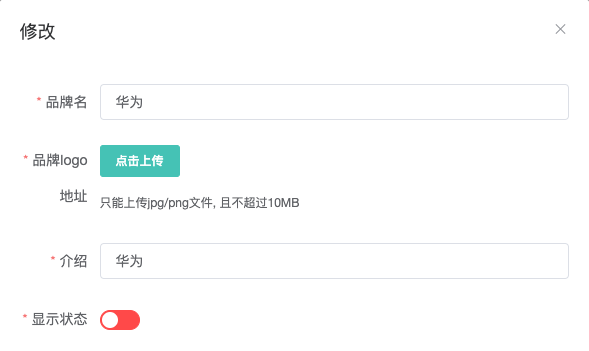 修改
* 品牌名
华为
* 品牌logo
地址
点击上传
只能上传jpg/png文件, 且不超过10MB
* 介绍
华为
* 显示状态